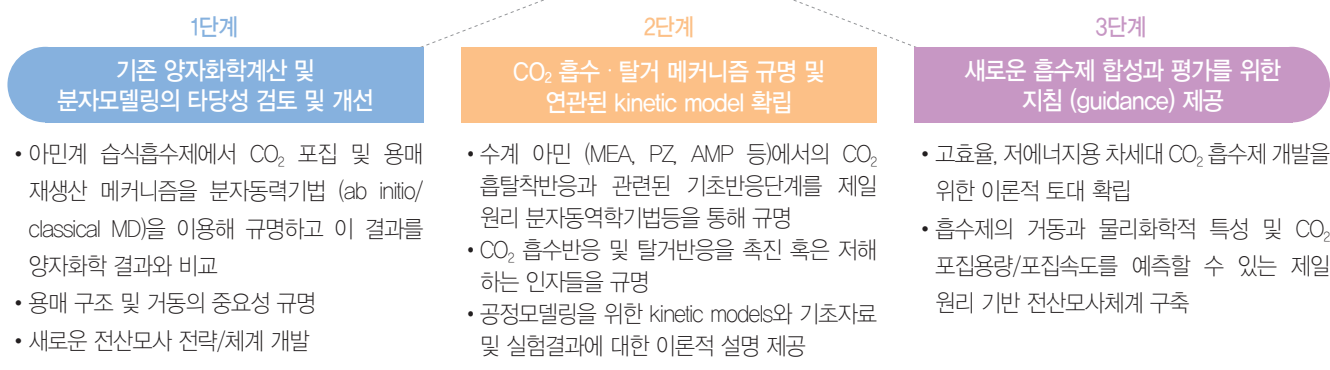 1단계
기존 양자화학계산 및
분자모델링의 타당성 검토 및 개선
• 아민계 습식흡수제에서 CO₂ 포집 및 용매
재생산 메커니즘을 분자동력기법 (ab initio/
classical MD)을 이용해 규명하고 이 결과를
양자화학 결과와 비교
• 용매 구조 및 거동의 중요성 규명
• 새로운 전산모사 전략/체계 개발
2단계
CO₂ 흡수 · 탈거 메커니즘 규명 및
연관된 kinetic model 확립
• 수계 아민 (MEA, PZ, AMP 등)에서의 CO₂
흡탈착반응과 관련된 기초반응단계를 제일
원리 분자동역학기법등을 통해 규명
• CO₂ 흡수반응 및 탈거반응을 촉진 혹은 저해
하는 인자들을 규명
• 공정모델링을 위한 kinetic models와 기초자료
및 실험결과에 대한 이론적 설명 제공
3단계
새로운 흡수제 합성과 평가를 위한
지침 (guidance) 제공
• 고효율, 저에너지용 차세대 CO₂ 흡수제 개발을
위한 이론적 토대 확립
• 흡수제의 거동과 물리화학적 특성 및 CO₂
포집용량/포집속도를 예측할 수 있는 제일
원리 기반 전산모사체계 구축